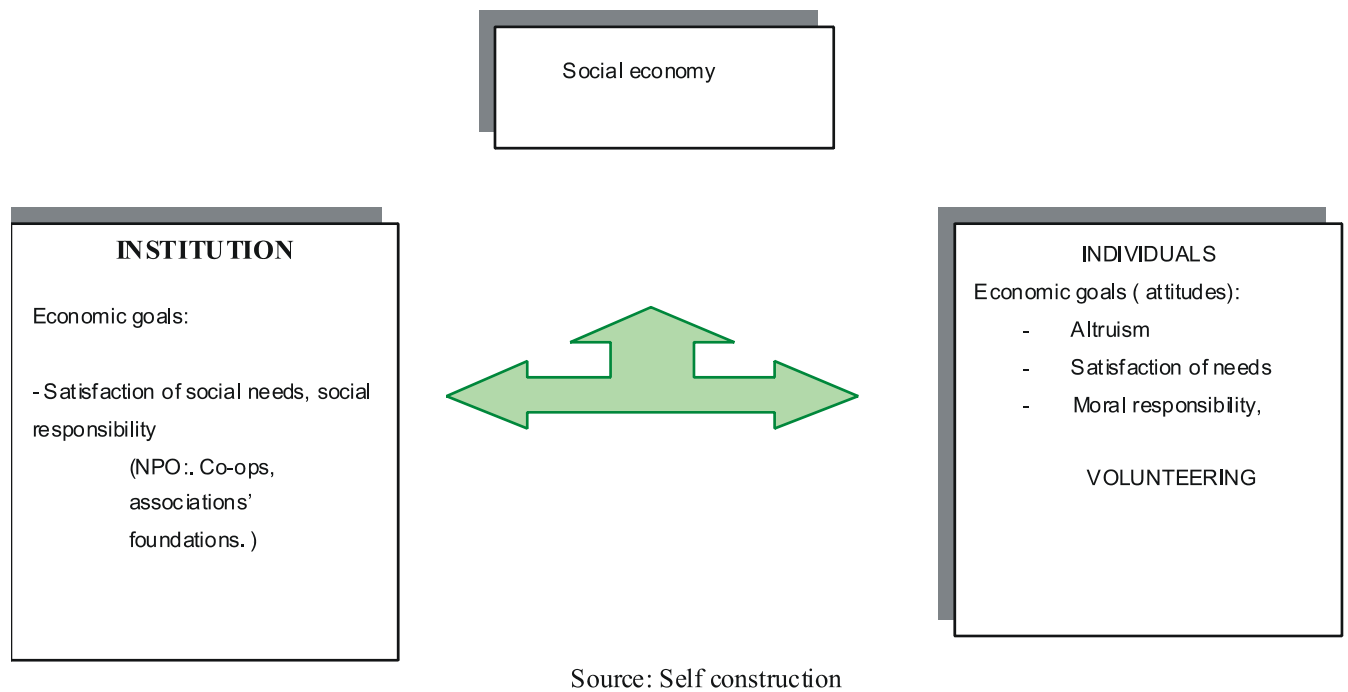 Social economy
INSTITUTION
Economic goals:
- Satisfaction of social needs, social
responsibility
(NPO:. Co-ops,
associations’
foundations. )
INDIVIDUALS
Economic goals ( attitudes):
- Altruism
- Satisfaction of needs
- Moral responsibility,
VOLUNTEERING
Source: Self construction